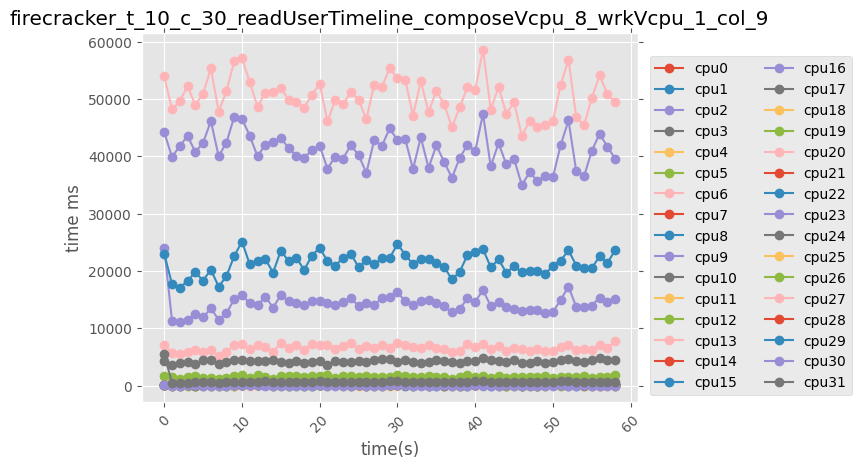 firecracker_t_10_c_30_readUserTimeline_composeVcpu_8_wrkVcpu_1_col_9
60000
50000
40000
30000
20000
10000
0
time ms
0
10
20
30
40
50
60
time(s)
cpu0
cpu1
cpu2
cpu3
cpu4
cpu5
cpu6
cpu7
cpu8
cpu9
cpu10
cpu11
cpu12
cpu13
cpu14
cpu15
cpu16
cpu17
cpu18
cpu19
cpu20
cpu21
cpu22
cpu23
cpu24
cpu25
cpu26
cpu27
cpu28
cpu29
cpu30
cpu31